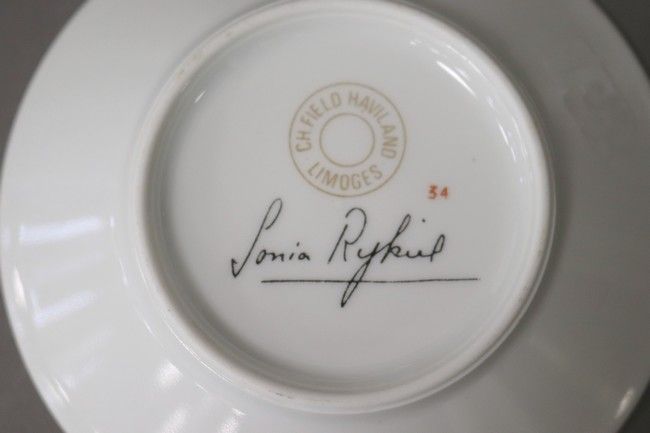 CH. FIELD HAVILAND
LIMOGES
34
Sonia Rykiel